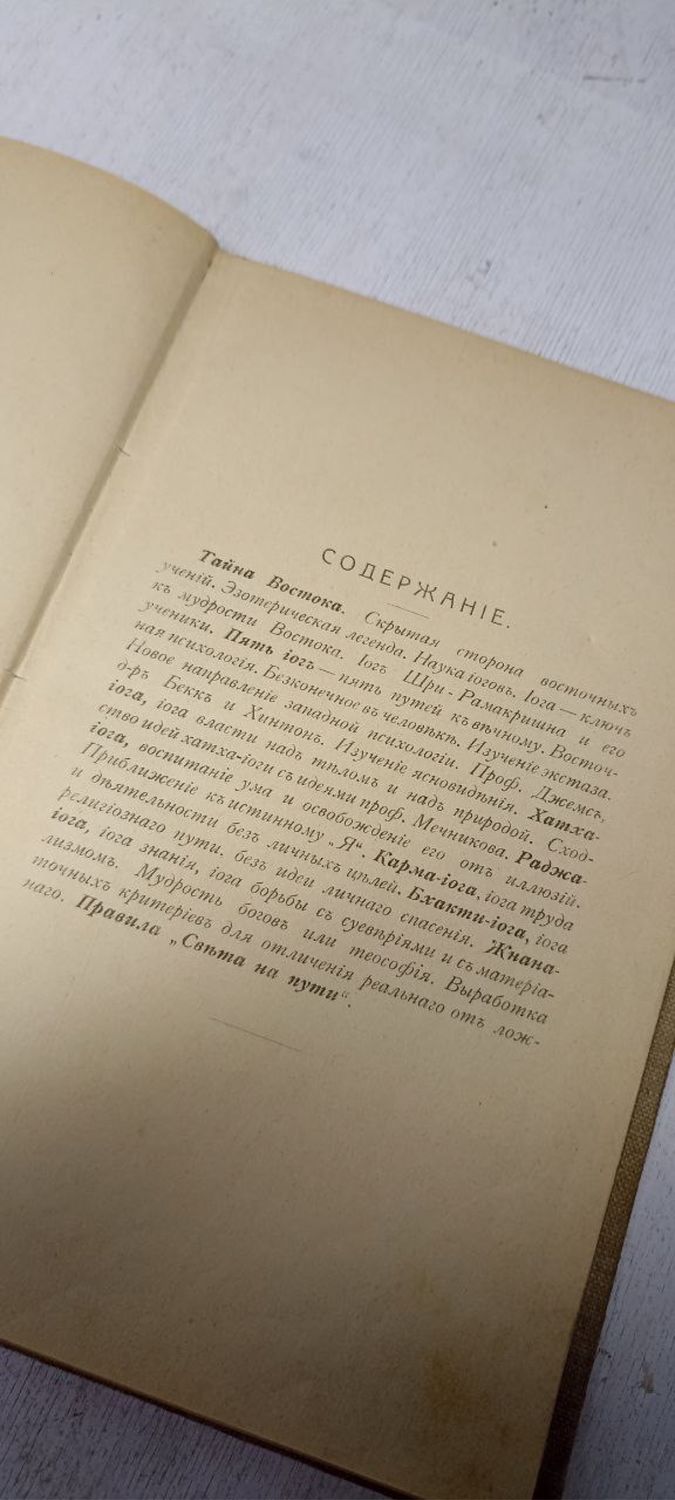 СОДЕРЖАНІЕ.
Тайна Востока. Скрытая сторона восточныхъ
ученій. Эзотерическая легенда. Наука іоговъ. Іога — ключъ
къ мудрости Востока. Іогъ Шри-Рамакришна и его
ученики. Пять іогъ — пять путей къ вѣчному. Восточ-
ная психологія. Безконечное въ человѣкѣ. Изученіе экстаза.
Новое направленіе западной психологіи. Проф. Джемсъ,
д-ръ Беккъ и Хинтонъ. Изученіе ясновидѣнія. Хатха-
іога, іога власти надъ тѣломъ и надъ природой. Сход-
ство идей хатха-іоги съ идеями проф. Мечникова. Раджа-
іога, воспитаніе ума и освобожденіе его отъ иллюзій.
Приближеніе къ истинному „Я“. Карма-іога, іога труда
и дѣятельности безъ личныхъ цѣлей. Бхакти-іога, іога
религіознаго пути. безъ идеи личнаго спасенія. Жнана-
іога, іога знанія, іога борьбы съ суевѣріями и съ матеріа-
лизмомъ. Мудрость боговъ или теософія. Выработка
точныхъ критеріевъ для отличенія реальнаго отъ лож-
наго. Правила „Свѣта на пути“.